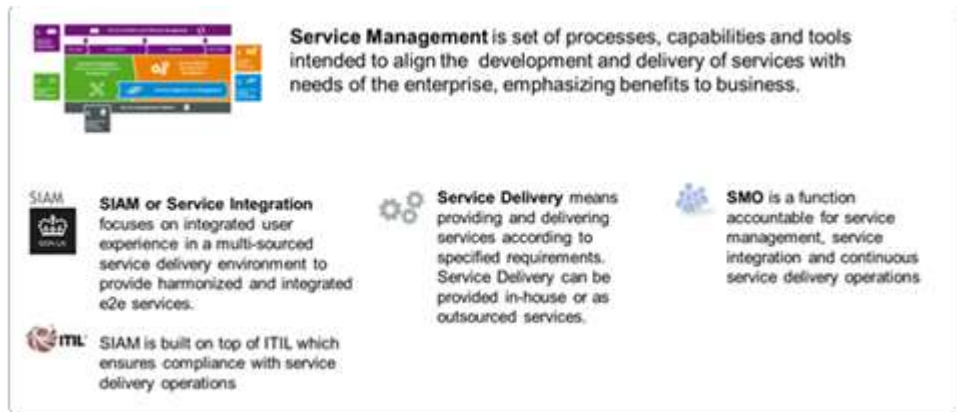 Service Management is set of processes, capabilities and tools
intended to align the development and delivery of services with
needs of the enterprise, emphasizing benefits to business.
SIAM
GOV.UK
SIAM or Service Integration
focuses on integrated user
experience in a multi-sourced
service delivery environment to
provide harmonized and integrated
e2e services.
ITIL
SIAM is built on top of ITIL which
ensures compliance with service
delivery operations
Service Delivery means
providing and delivering
services according to
specified requirements.
Service Delivery can be
provided in-house or as
outsourced services.
SMO is a function
accountable for service
management, service
integration and continuous
service delivery operations